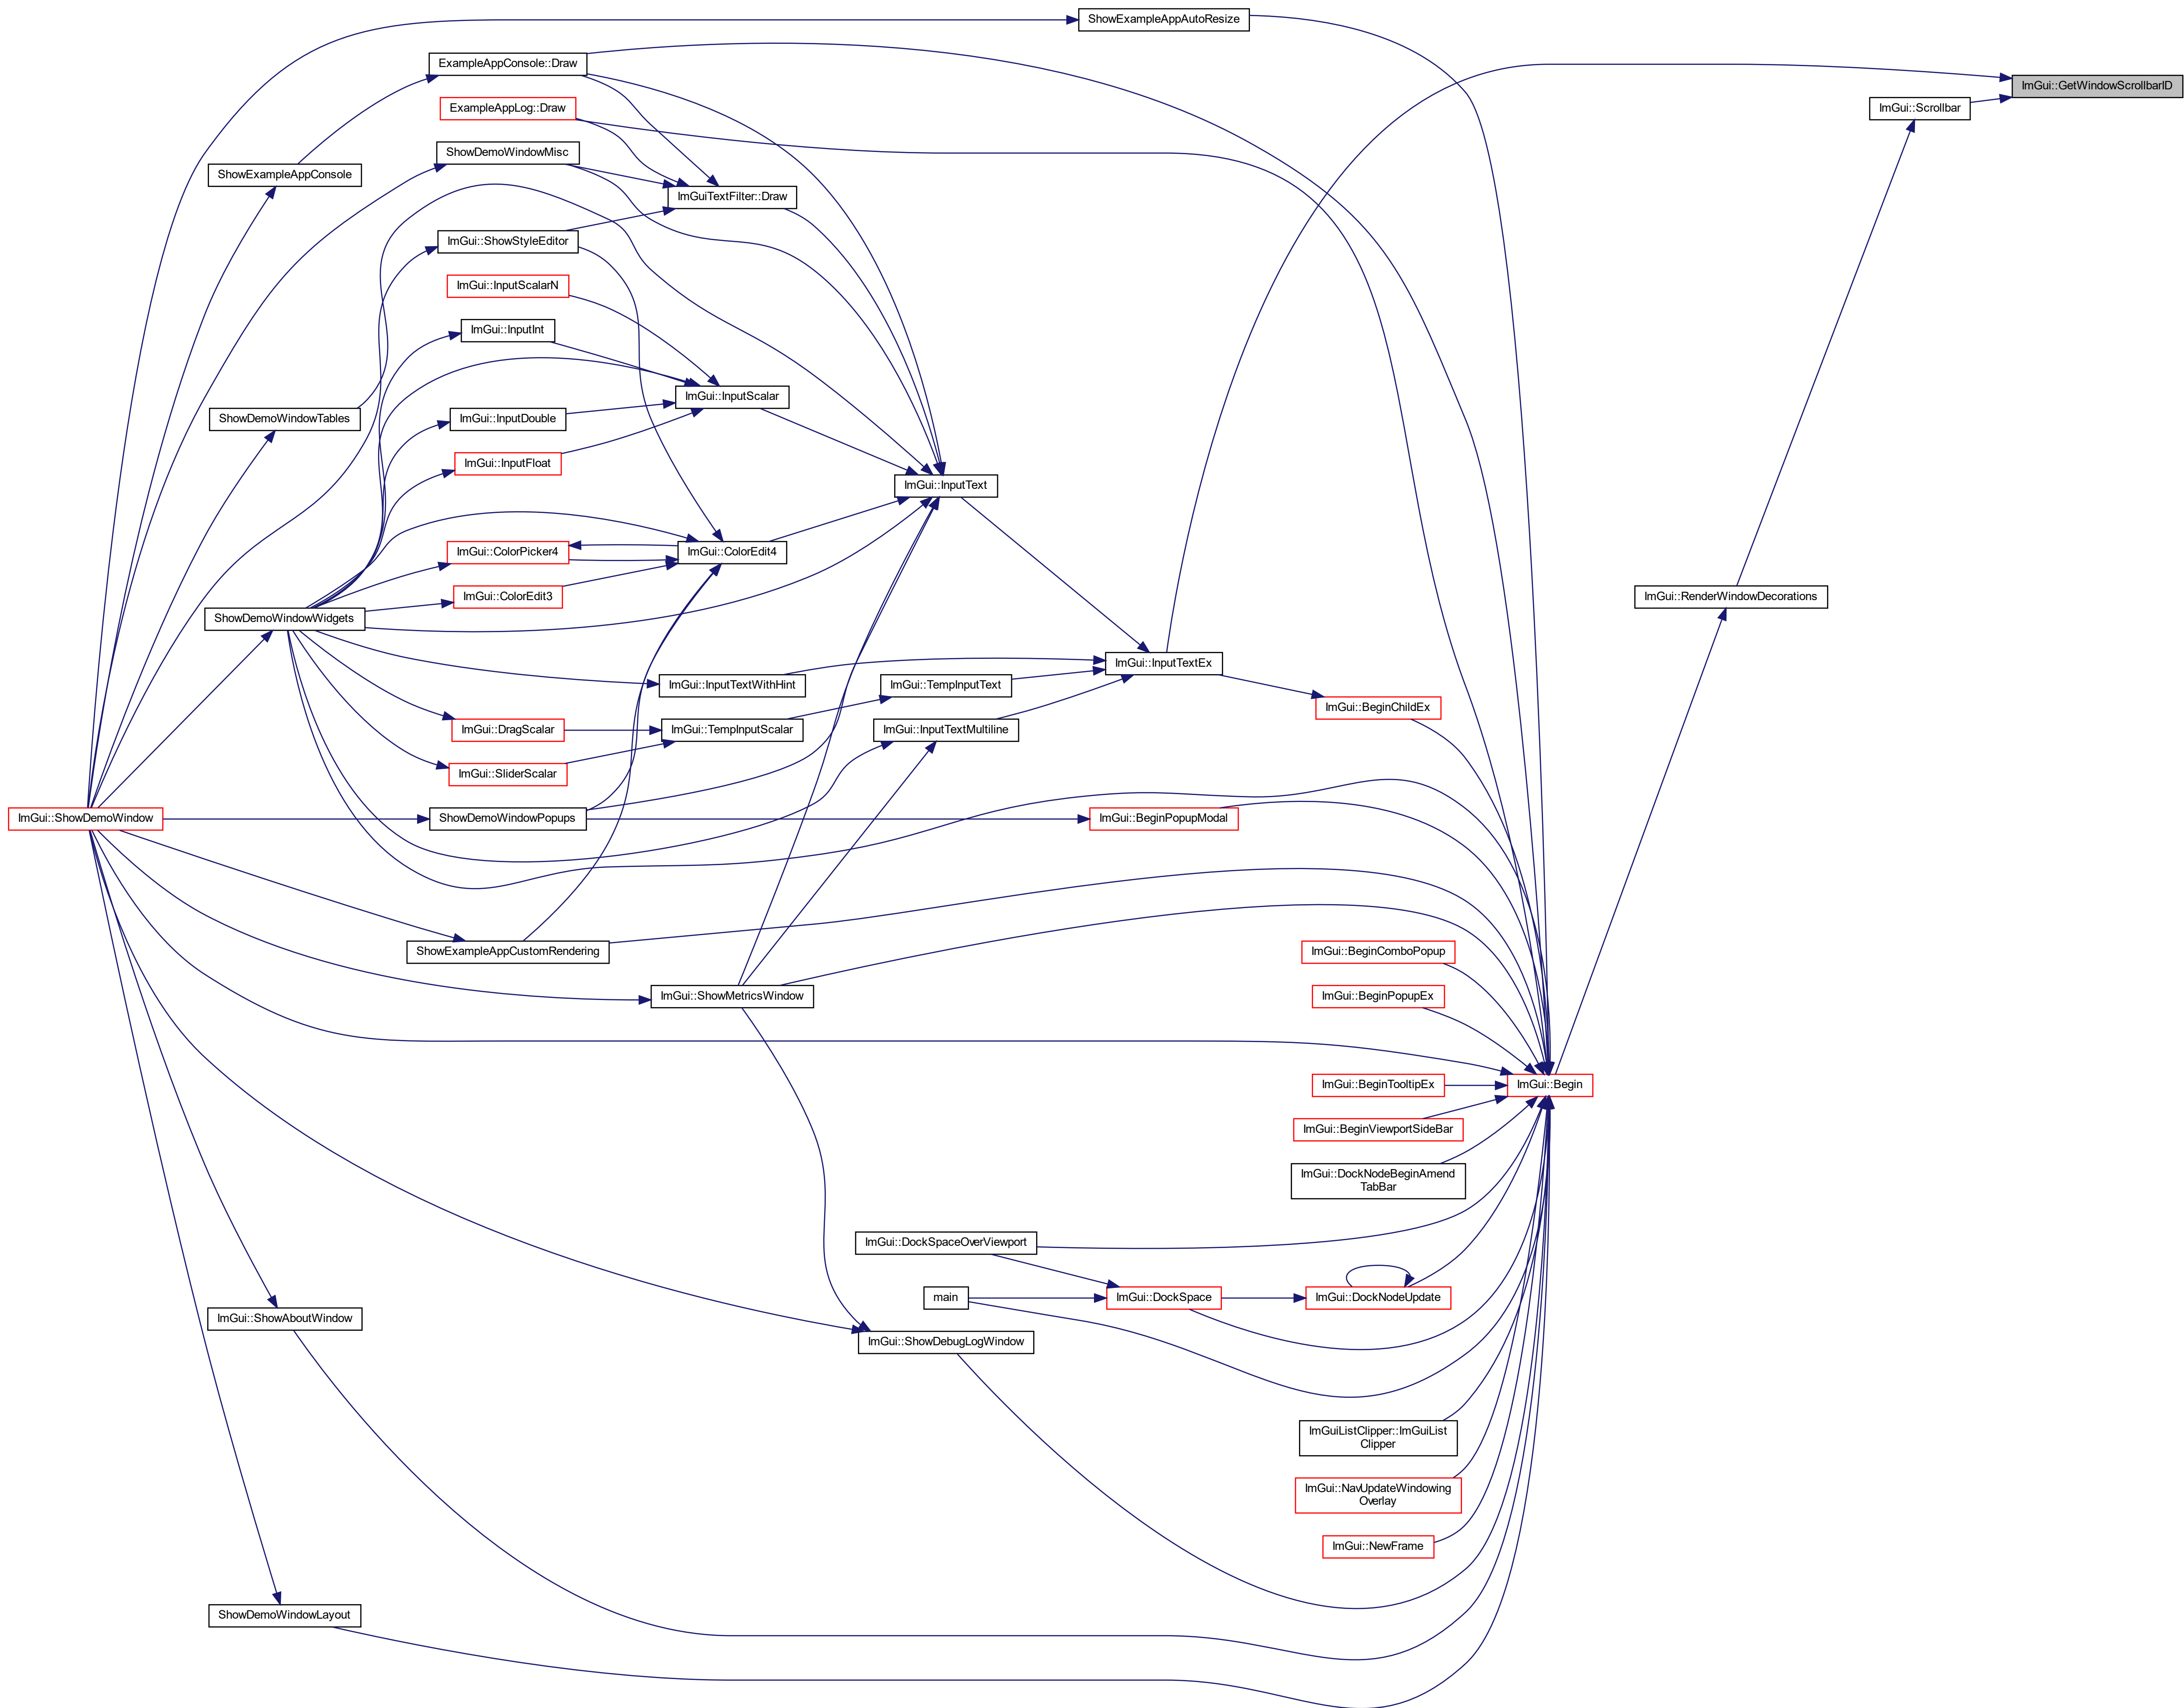 ShowExampleAppAutoResize
ExampleAppConsole::Draw
ImGui::GetWindowScrollbarID
ExampleAppLog::Draw
ImGui::Scrollbar
ShowDemoWindowMisc
ShowExampleAppConsole
ImGuiTextFilter::Draw
ImGui::ShowStyleEditor
ImGui::InputScalarN
ImGui::InputInt
ImGui::InputScalar
ShowDemoWindowTables
ImGui::InputDouble
ImGui::InputFloat
ImGui::InputText
ImGui::ColorPicker4
ImGui::ColorEdit4
ImGui::ColorEdit3
ImGui::RenderWindowDecorations
ShowDemoWindowWidgets
ImGui::InputTextEx
ImGui::InputTextWithHint
ImGui::TempInputText
ImGui::BeginChildEx
ImGui::DragScalar
ImGui::TempInputScalar
ImGui::InputTextMultiline
ImGui::SliderScalar
ImGui::ShowDemoWindow
ShowDemoWindowPopups
ImGui::BeginPopupModal
ShowExampleAppCustomRendering
ImGui::BeginComboPopup
ImGui::ShowMetricsWindow
ImGui::BeginPopupEx
ImGui::BeginTooltipEx
ImGui::Begin
ImGui::BeginViewportSideBar
ImGui::DockNodeBeginAmend
TabBar
ImGui::DockSpaceOverViewport
main
ImGui::DockSpace
ImGui::DockNodeUpdate
ImGui::ShowAboutWindow
ImGui::ShowDebugLogWindow
ImGuiListClipper::ImGuiList
Clipper
ImGui::NavUpdateWindowing
Overlay
ImGui::NewFrame
ShowDemoWindowLayout